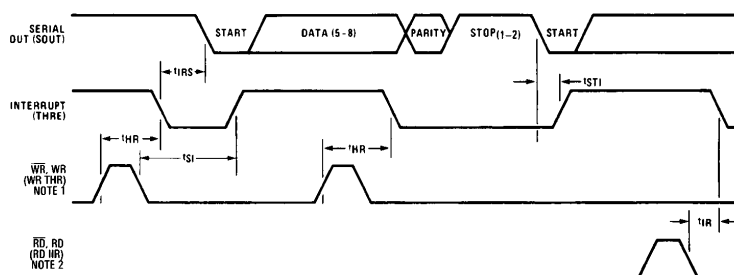 SERIAL
OUT (SOUT)
START
DATA (5-8)
PARITY
STOP(1-2)
START
tIRS
tSTI
INTERRUPT
(THRE)
tHR
tSI
tHR
WR, WR
(WR THR)
NOTE 1
tIR
RD, RD
(RD IIR)
NOTE 2